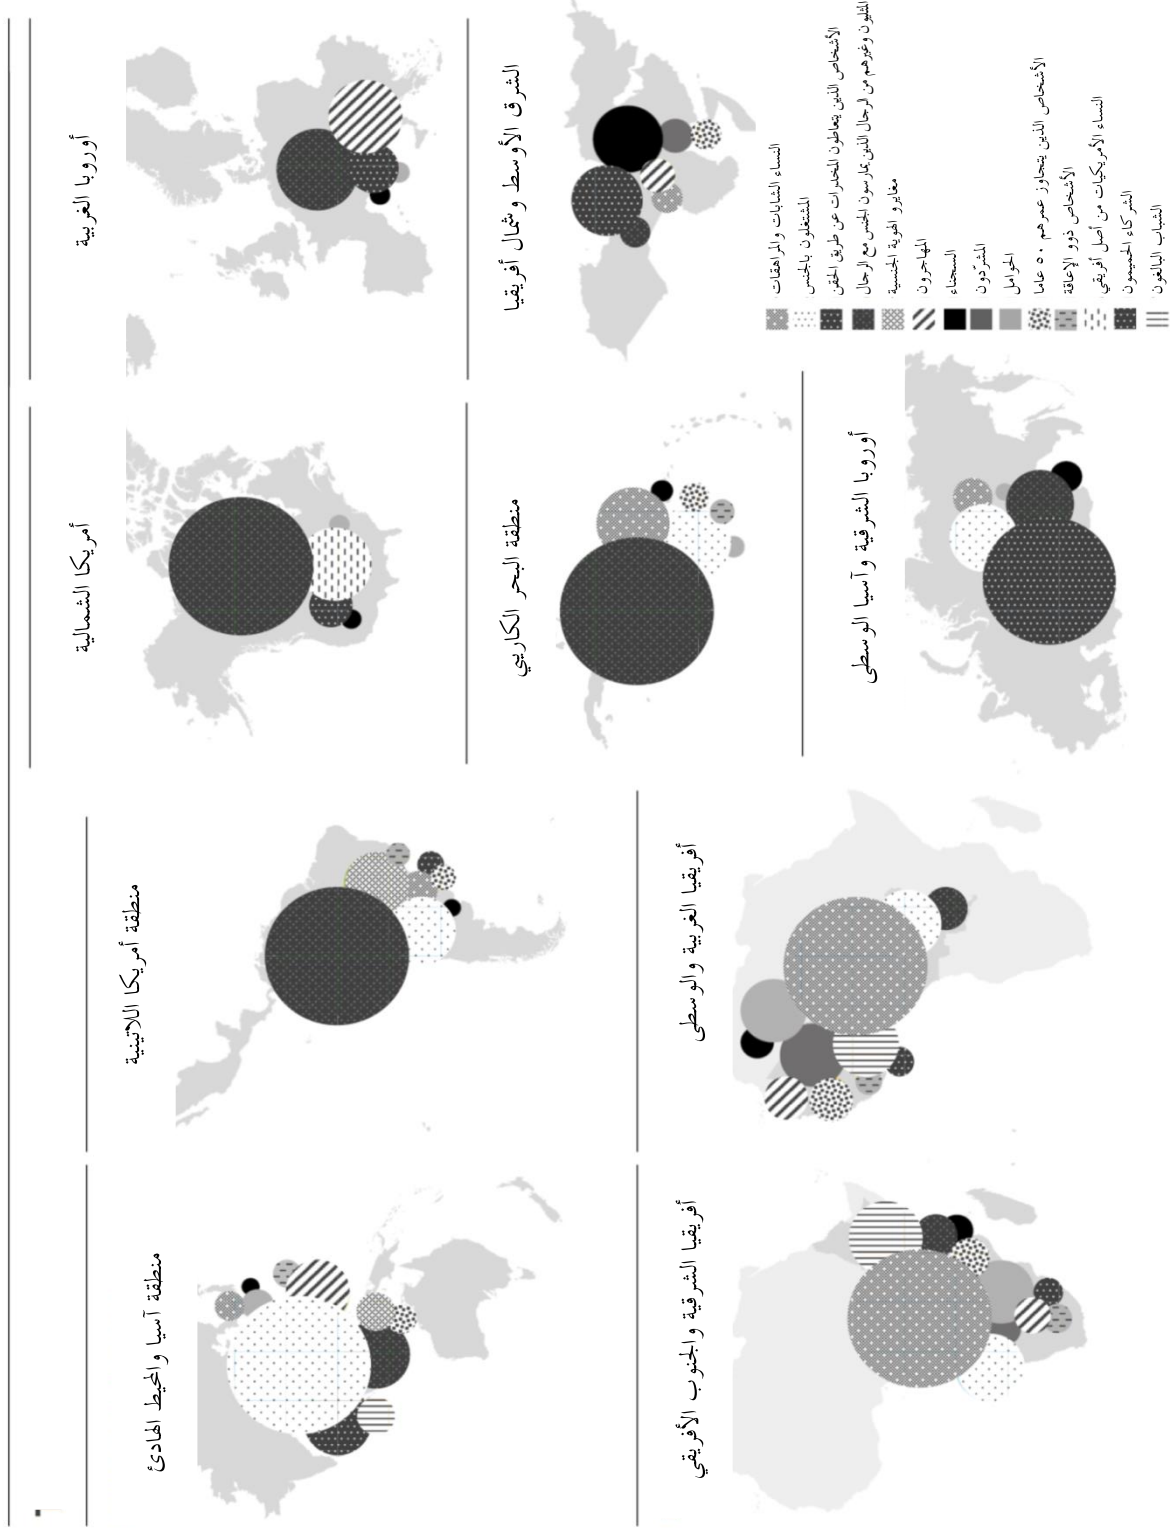 أوروبا الغربية
أمريكا الشمالية
منطقة أمريكا اللاتينية
منطقة آسيا والمحيط الهادئ
الشرق الأوسط وشمال أفريقيا
منطقة البحر الكاريبي
أفريقيا الغربية والوسطى
أفريقيا الشرقية والجنوب الأفريقي
أوروبا الشرقية وآسيا الوسطى
النساء الشابات والمراهقات
المشتغلون بالجنس
الأشخاص الذين يتعاطون المخدرات عن طريق الحقن
المثليون وغيرهم من الرجال الذين يمارسون الجنس مع الرجال
مغايرو الهوية الجنسية
المهاجرون
السجناء
المشردون
الحوامل
الأشخاص الذين يتجاوز عمرهم ٥٠ عاما
الأشخاص ذوو الإعاقة
النساء الأمريكيات من أصل أفريقي
الشركاء الحميمون
الشباب البالغون